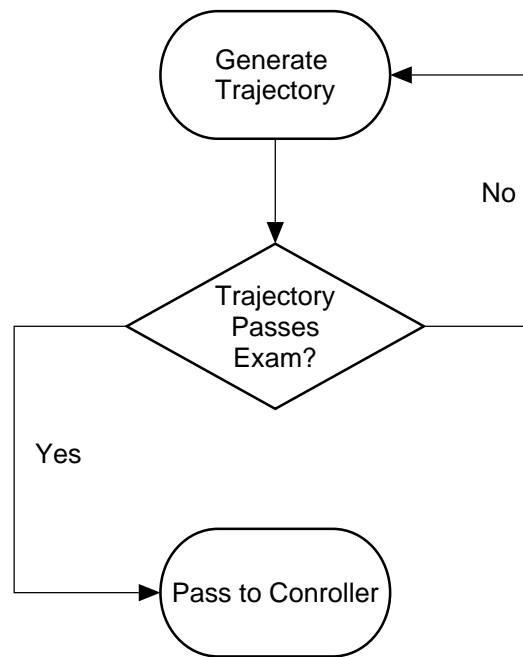 Generate
Trajectory
No
Trajectory
Passes
Exam?
Yes
Pass to Conroller